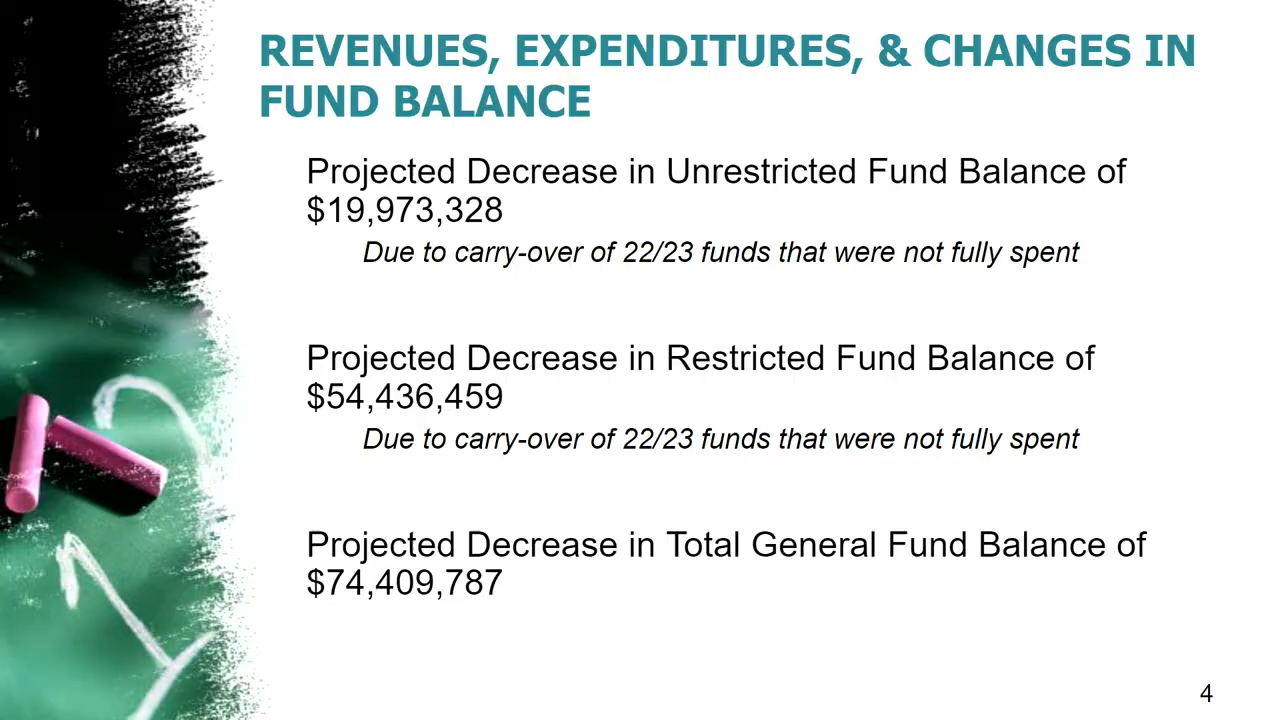 REVENUES, EXPENDITURES, & CHANGES IN
FUND BALANCE
Projected Decrease in Unrestricted Fund Balance of
$19,973,328
Due to carry-over of 22/23 funds that were not fully spent
Projected Decrease in Restricted Fund Balance of
$54,436,459
Due to carry-over of 22/23 funds that were not fully spent
Projected Decrease in Total General Fund Balance of
$74,409,787
4